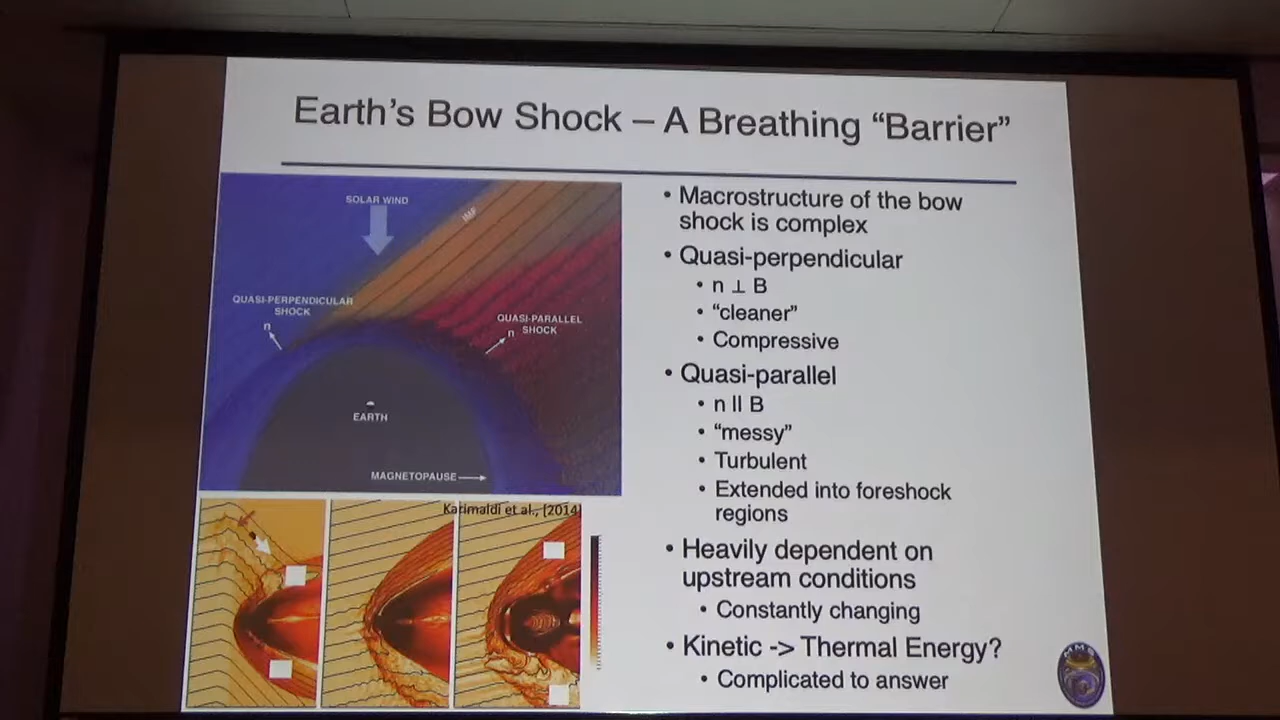 Earth's Bow Shock – A Breathing “Barrier”
SOLAR WIND
IMF
QUASI-PERPENDICULAR
SHOCK
n
QUASI-PARALLEL
n SHOCK
EARTH
MAGNETOPAUSE
Karimaldi et al., [2014]
• Macrostructure of the bow
shock is complex
• Quasi-perpendicular
• n ⊥ B
• “cleaner”
• Compressive
• Quasi-parallel
• n || B
• “messy”
• Turbulent
• Extended into foreshock
regions
• Heavily dependent on
upstream conditions
• Constantly changing
• Kinetic -> Thermal Energy?
• Complicated to answer
MMS